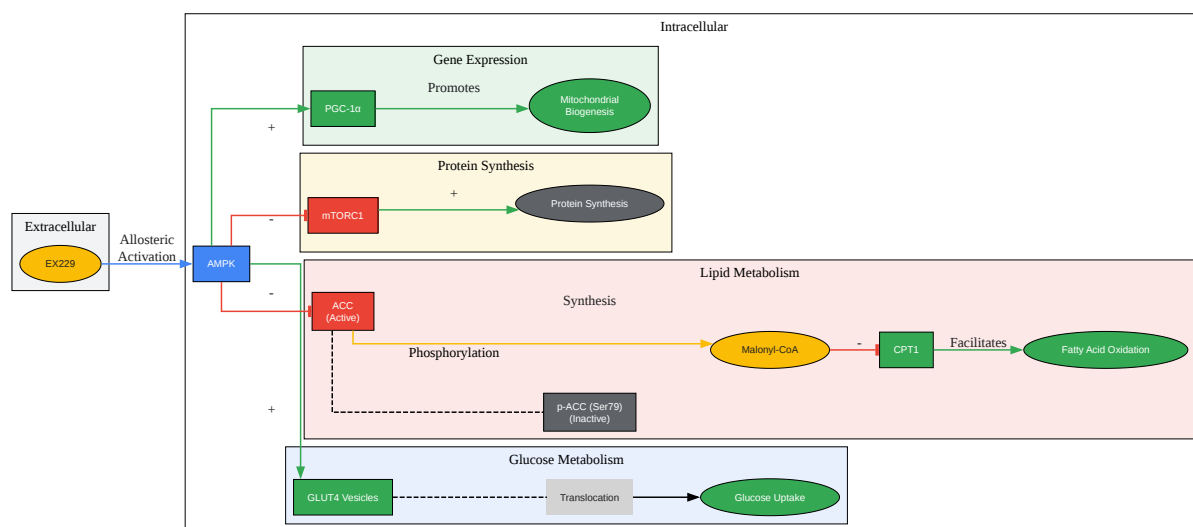 Intracellular
Gene Expression
Promotes
PGC-1α
Mitochondrial
Biogenesis
+
Protein Synthesis
+
mTORC1
Protein Synthesis
-
Extracellular
EX229
Allosteric
Activation
AMPK
Lipid Metabolism
-
ACC
(Active)
Synthesis
Phosphorylation
Malonyl-CoA
-
CPT1
Facilitates
Fatty Acid Oxidation
p-ACC (Ser79)
(Inactive)
+
Glucose Metabolism
GLUT4 Vesicles
Translocation
Glucose Uptake